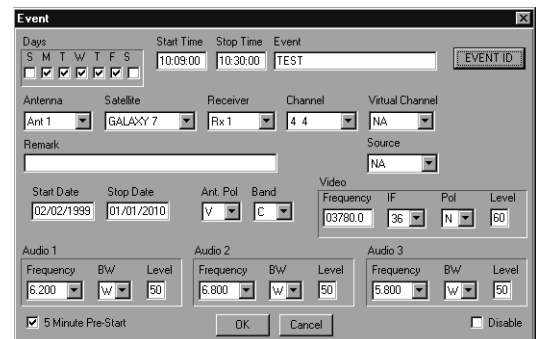 Event
Days Start Time Stop Time Event
S M T W T F S 10:09:00 10:30:00 TEST EVENT ID
Antenna Satellite Receiver Channel Virtual Channel
Ant 1 GALAXY 7 Rx 1 4 4 NA
Remark Source
NA
Start Date Stop Date Ant. Pol Band Video
Frequency IF Pol Level
02/02/1999 01/01/2010 V C 03780.0 36 N 60
Audio 1 Audio 2 Audio 3
Frequency BW Level Frequency BW Level Frequency BW Level
6.200 W 50 6.800 W 50 5.800 W 50
5 Minute Pre-Start OK Cancel Disable